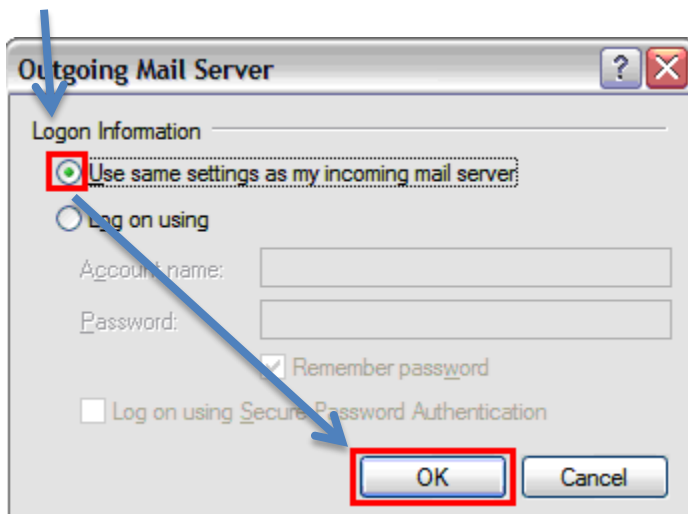 Outgoing Mail Server
?
Logon Information
Use same settings as my incoming mail server
Log on using
Account name:
Password:
Remember password
Log on using Secure Password Authentication
OK Cancel